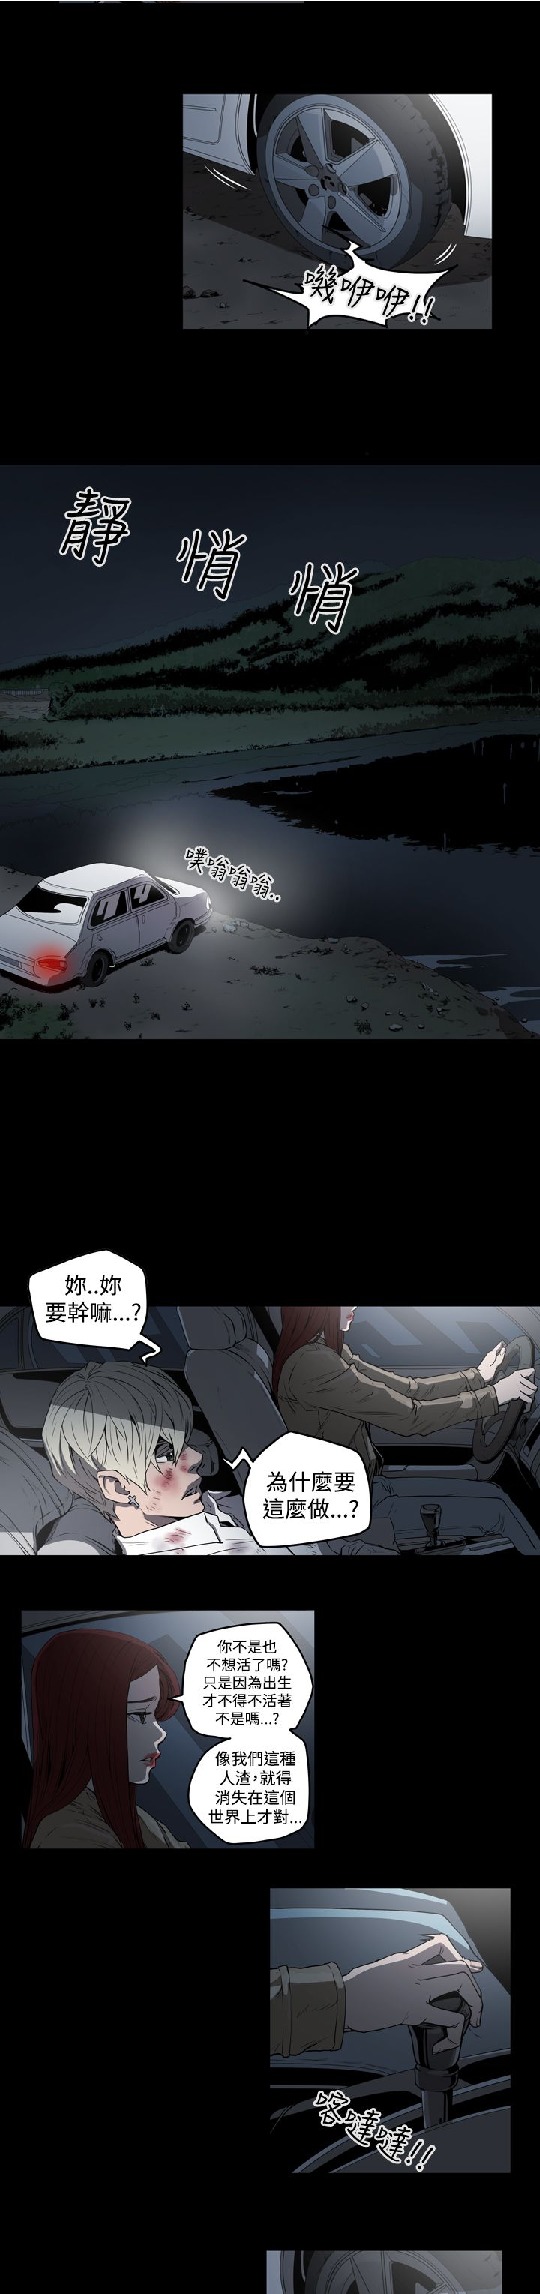 嘰咿咿!!
靜悄悄
噗嗡嗡嗡..
妳..妳
要幹嘛...?
為什麼要
這麼做...?
你不是也
不想活了嗎?
只是因為出生
才不得不活著
不是嗎...?
像我們這種
人渣,就得
消失在這個
世界上才對...
喀噠噠!!